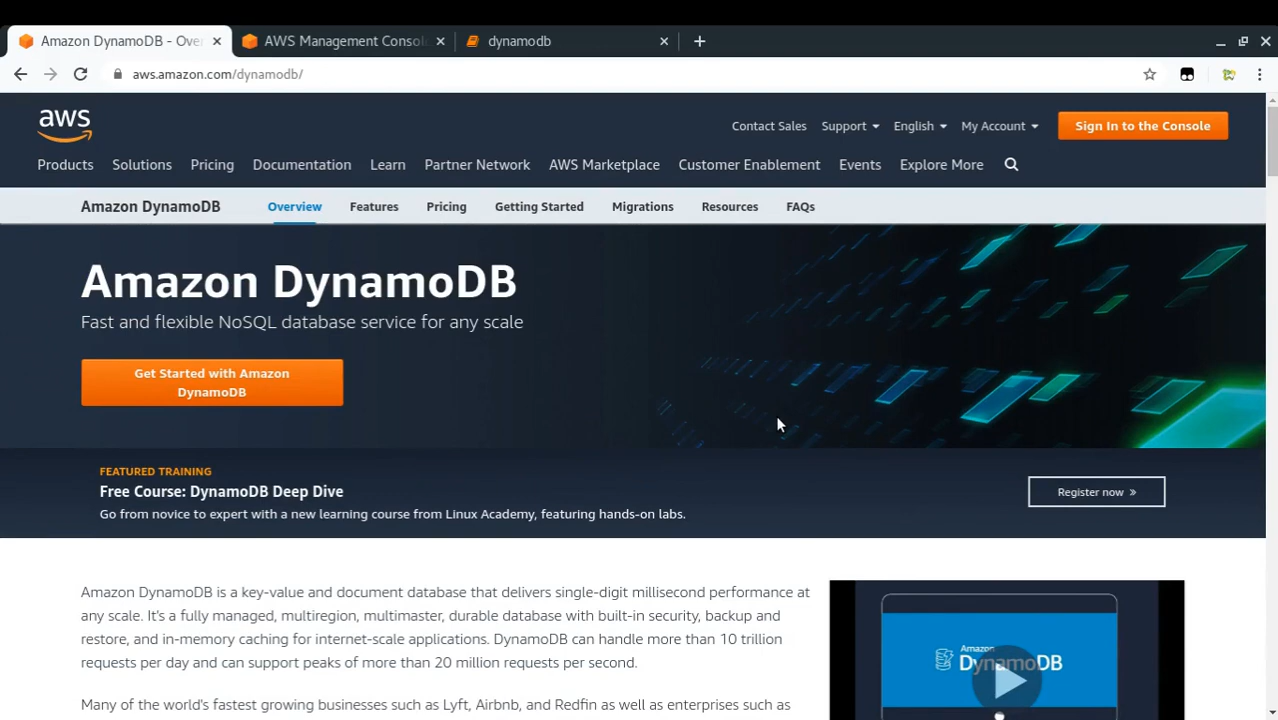 Amazon DynamoDB - Over
AWS Management Consol
dynamodb
aws.amazon.com/dynamodb/
aws
Contact Sales
Support
English
My Account
Sign In to the Console
Products
Solutions
Pricing
Documentation
Learn
Partner Network
AWS Marketplace
Customer Enablement
Events
Explore More
Amazon DynamoDB
Overview
Features
Pricing
Getting Started
Migrations
Resources
FAQs
Amazon DynamoDB
Fast and flexible NoSQL database service for any scale
Get Started with Amazon
DynamoDB
FEATURED TRAINING
Free Course: DynamoDB Deep Dive
Go from novice to expert with a new learning course from Linux Academy, featuring hands-on labs.
Register now »
Amazon DynamoDB is a key-value and document database that delivers single-digit millisecond performance at
any scale. It's a fully managed, multiregion, multimaster, durable database with built-in security, backup and
restore, and in-memory caching for internet-scale applications. DynamoDB can handle more than 10 trillion
requests per day and can support peaks of more than 20 million requests per second.
Many of the world's fastest growing businesses such as Lyft, Airbnb, and Redfin as well as enterprises such as
Amazon
DynamoDB